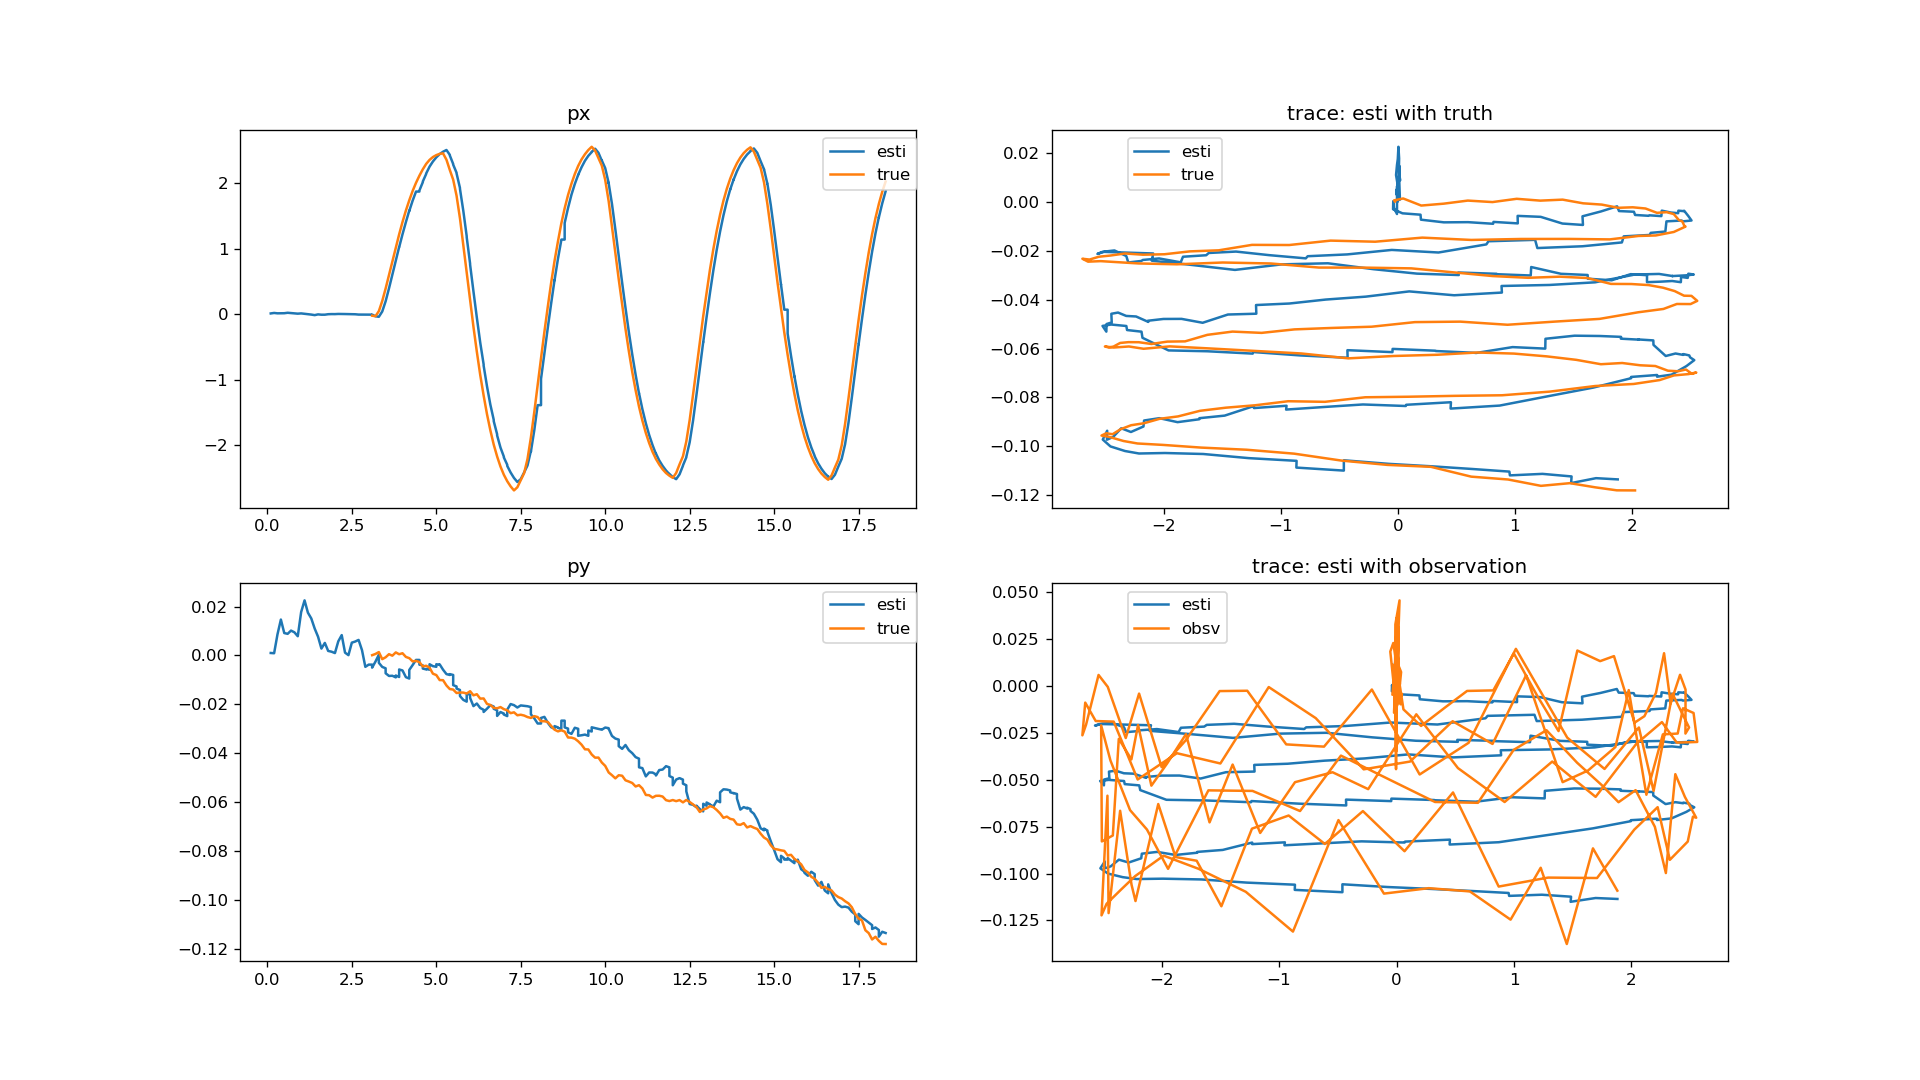 px
esti
true
2
1
0
−1
−2
0.0 2.5 5.0 7.5 10.0 12.5 15.0 17.5
trace: esti with truth
esti
true
0.02
0.00
−0.02
−0.04
−0.06
−0.08
−0.10
−0.12
−2 −1 0 1 2
py
esti
true
0.02
0.00
−0.02
−0.04
−0.06
−0.08
−0.10
−0.12
0.0 2.5 5.0 7.5 10.0 12.5 15.0 17.5
trace: esti with observation
esti
obsv
0.050
0.025
0.000
−0.025
−0.050
−0.075
−0.100
−0.125
−2 −1 0 1 2